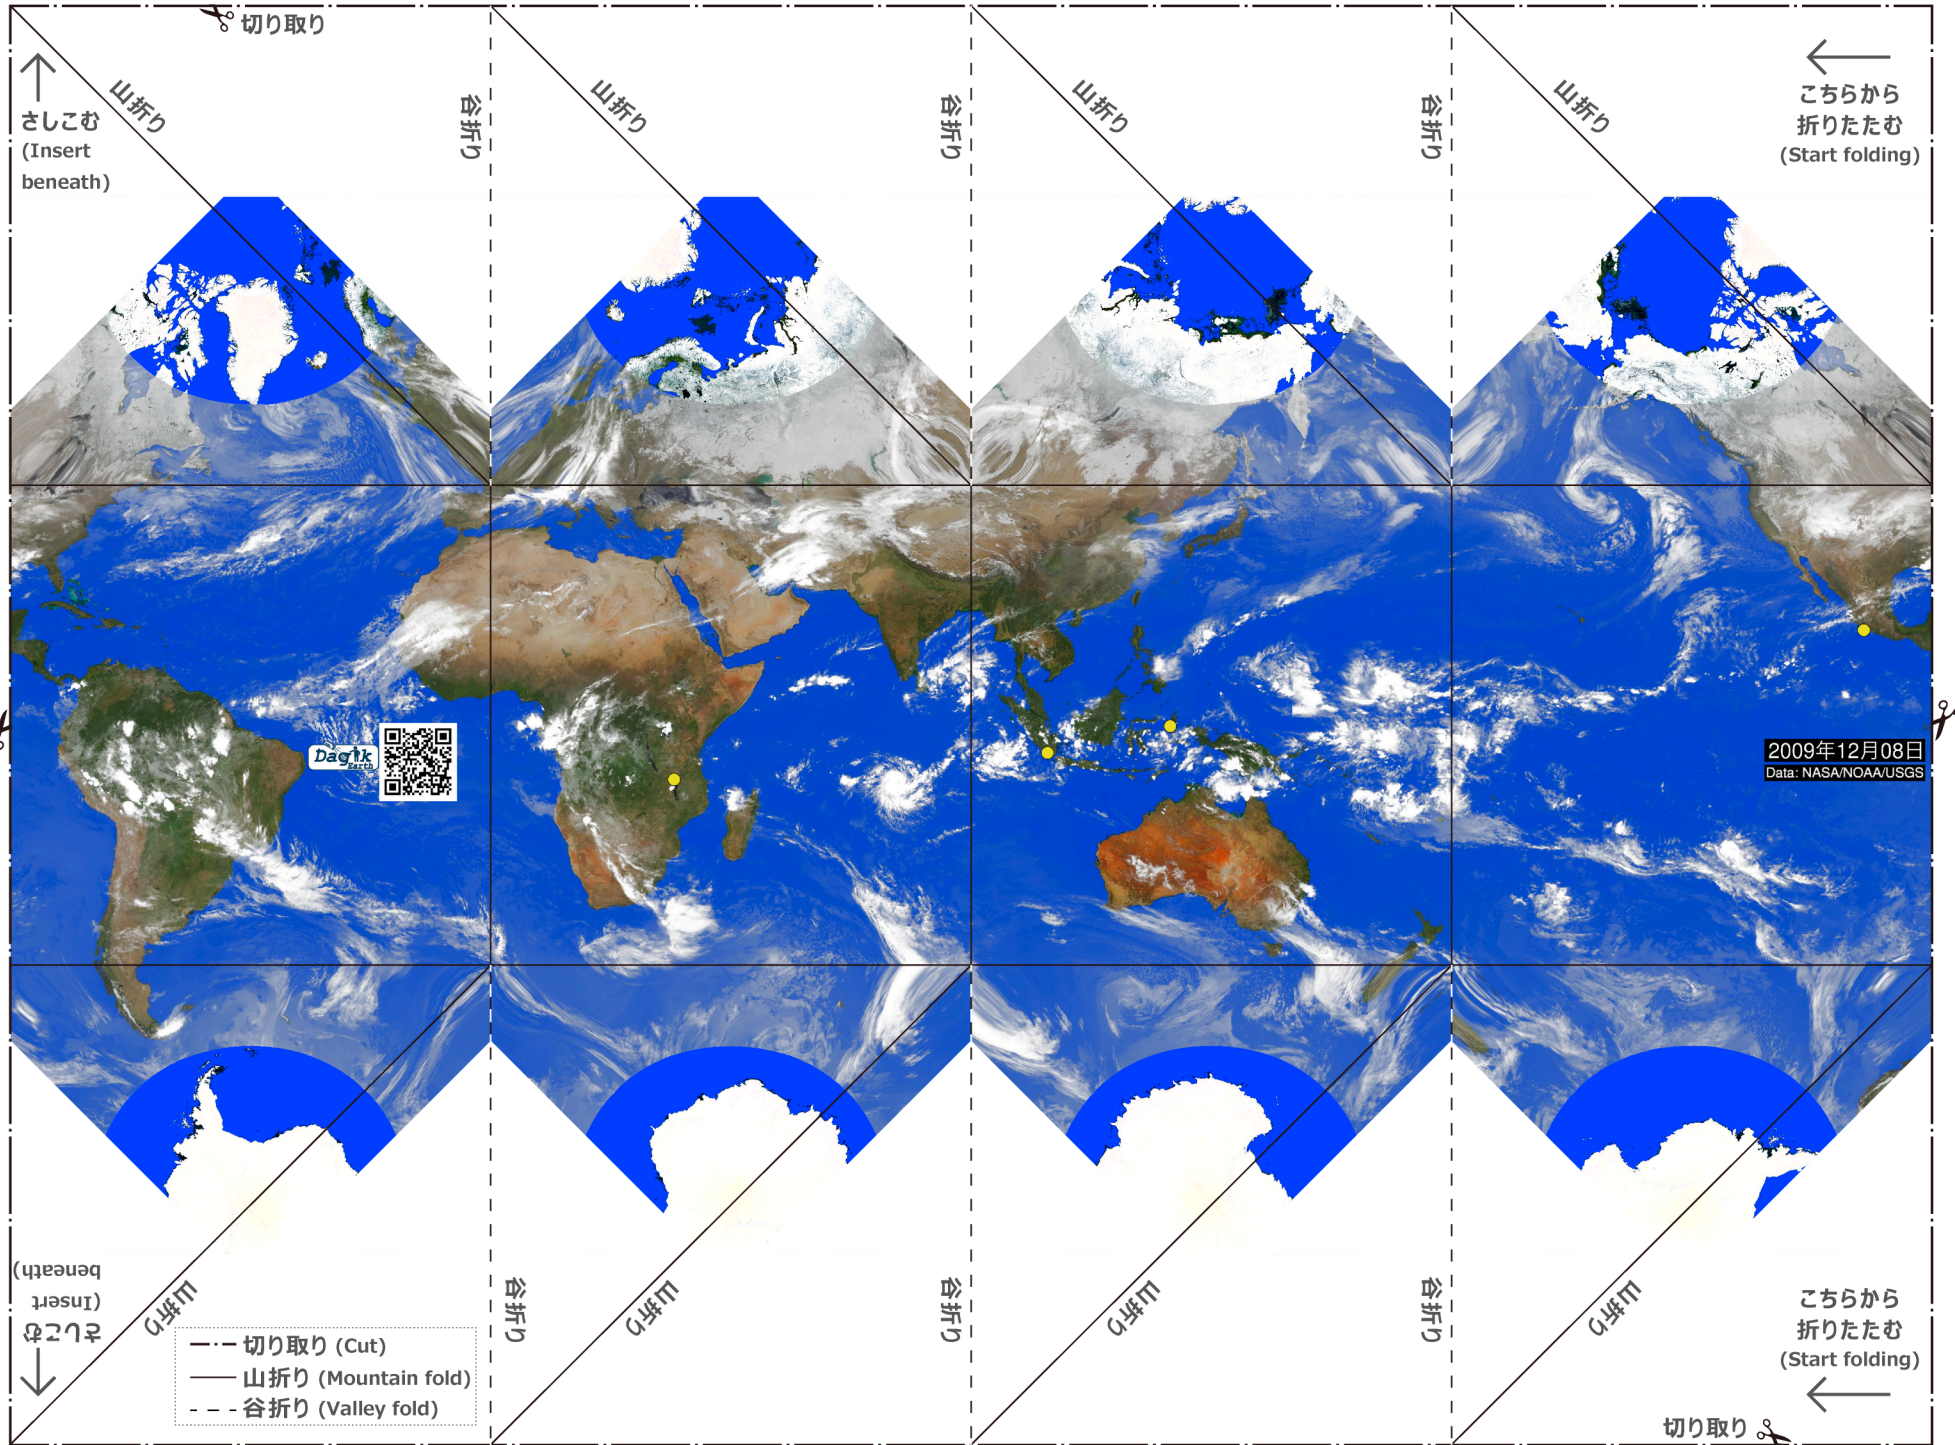 切り取り
さしこむ
(Insert
beneath)
山折り
谷折り
山折り
谷折り
山折り
谷折り
山折り
こちらから
折りたたむ
(Start folding)
Dagik
Earth
2009年12月08日
Data: NASA/NOAA/USGS
さしこむ
(Insert
beneath)
山折り
谷折り
山折り
谷折り
山折り
谷折り
山折り
こちらから
折りたたむ
(Start folding)
切り取り (Cut)
山折り (Mountain fold)
谷折り (Valley fold)
切り取り